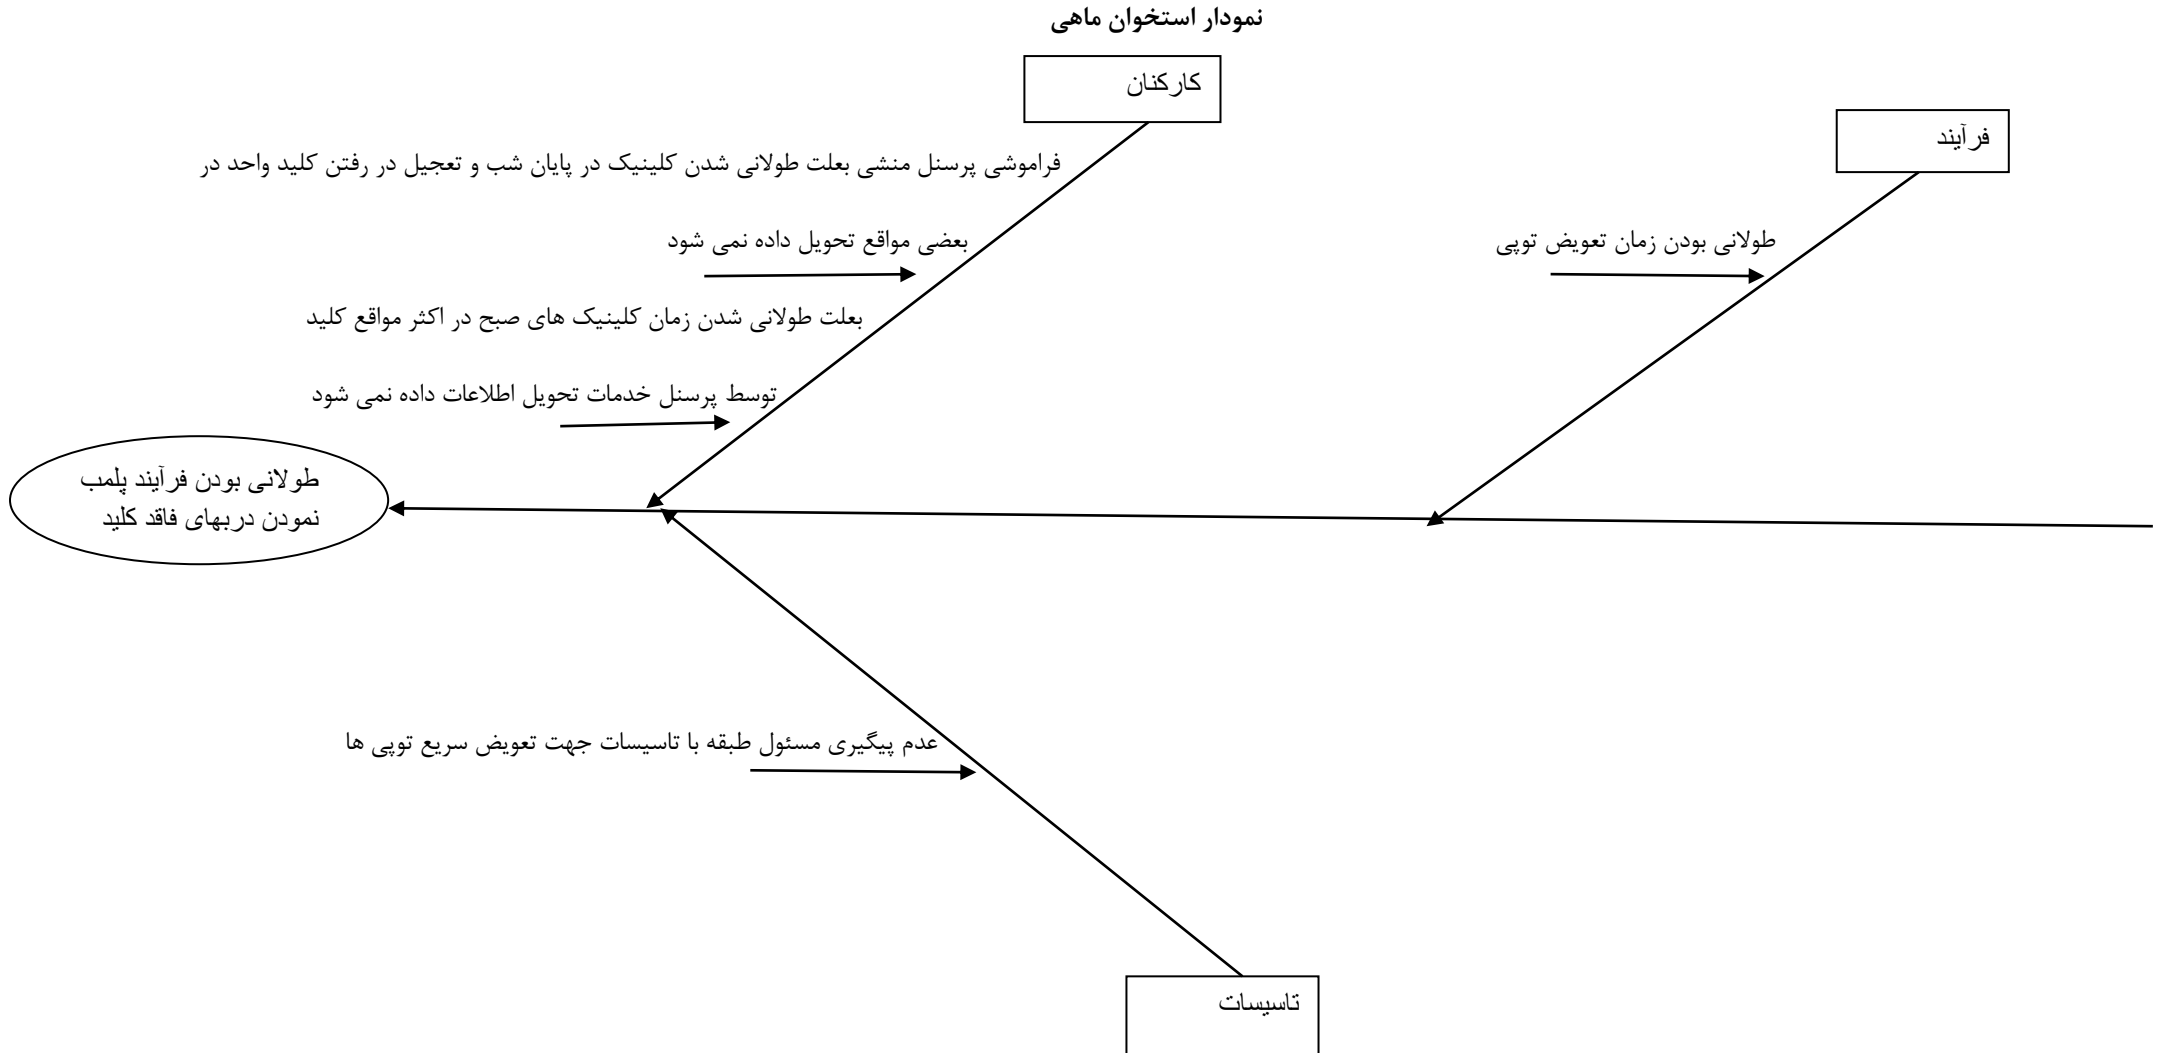 نمودار استخوان ماهی
کارکنان
فرآیند
فراموشی پرسنل منشی بعلت طولانی شدن کلینیک در پایان شب و تعجیل در رفتن کلید واحد در
بعضی مواقع تحویل داده نمی شود
طولانی بودن زمان تعویض توپی
بعلت طولانی شدن زمان کلینیک های صبح در اکثر مواقع کلید
توسط پرسنل خدمات تحویل اطلاعات داده نمی شود
طولانی بودن فرآیند پلمب
نمودن دربهای فاقد کلید
عدم پیگیری مسئول طبقه با تاسیسات جهت تعویض سریع توپی ها
تاسیسات